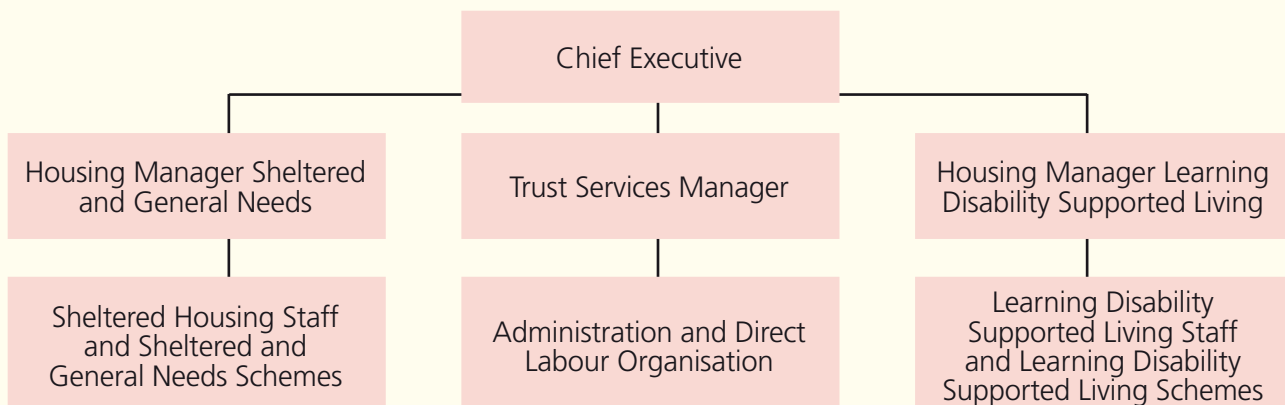 Chief Executive
Housing Manager Sheltered
and General Needs
Trust Services Manager
Housing Manager Learning
Disability Supported Living
Sheltered Housing Staff
and Sheltered and
General Needs Schemes
Administration and Direct
Labour Organisation
Learning Disability
Supported Living Staff
and Learning Disability
Supported Living Schemes